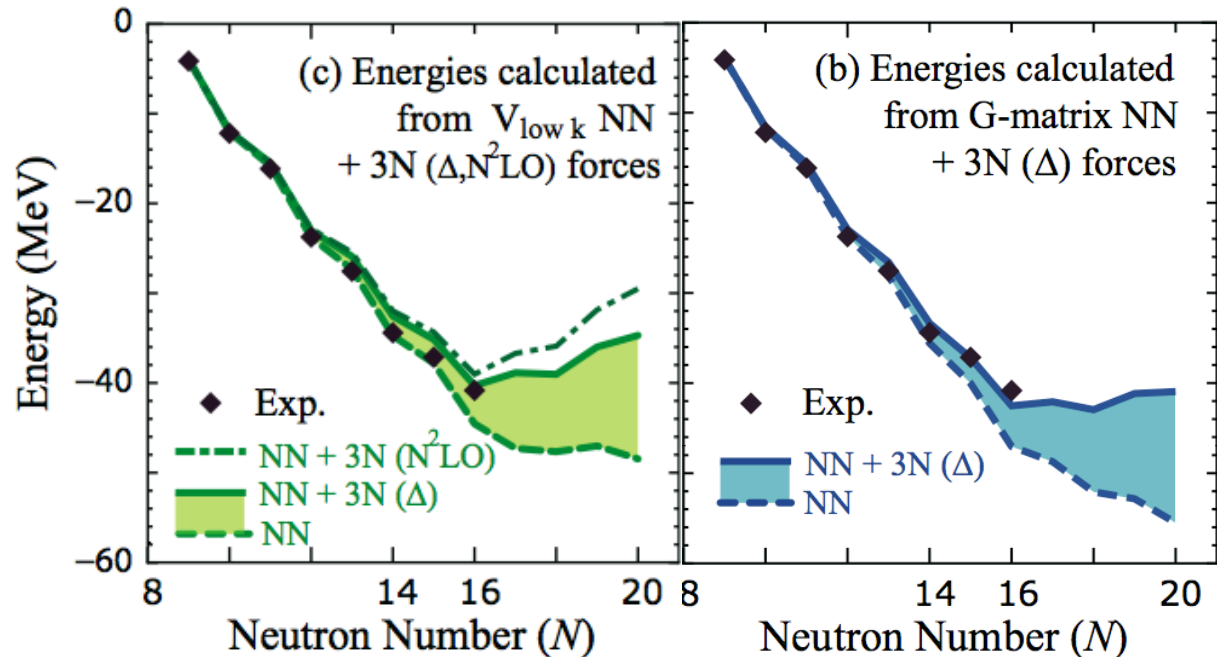 0
−20
−40
−60
Energy (MeV)
(c) Energies calculated
from V_low k NN
+ 3N (Δ,N²LO) forces
Exp.
NN + 3N (N²LO)
NN + 3N (Δ)
NN
8
14
16
20
Neutron Number (N)
(b) Energies calculated
from G-matrix NN
+ 3N (Δ) forces
Exp.
NN + 3N (Δ)
NN
8
14
16
20
Neutron Number (N)